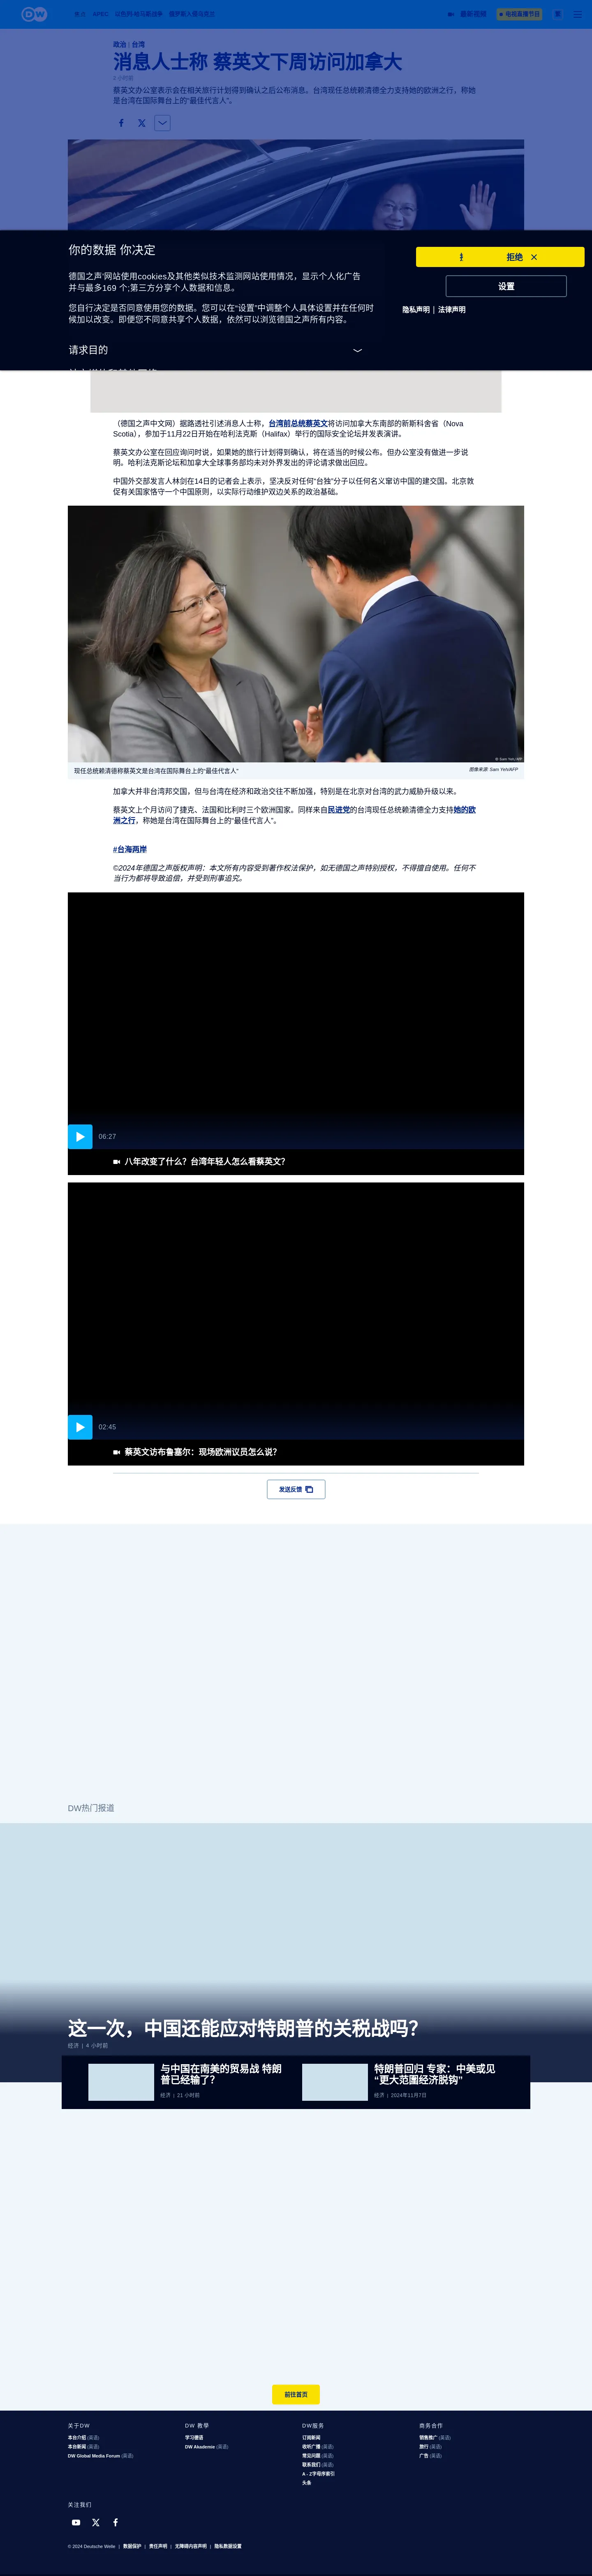 DW
焦点 APEC 以色列-哈马斯战争 俄罗斯入侵乌克兰 最新视频 电视直播节目 繁
政治 | 台湾
消息人士称 蔡英文下周访问加拿大
蔡英文办公室表示会在相关旅行计划得到确认之后公布消息。台湾现任总统赖清德全力支持她的欧洲之行，称她
是台湾在国际舞台上的“最佳代言人”。
你的数据 你决定
德国之声'网站使用cookies及其他类似技术监测网站使用情况，显示个人化广告
并与最多169 个;第三方分享个人数据和信息。
您自行决定是否同意使用您的数据。您可以在“设置”中调整个人具体设置并在任何时
候加以改变。即便您不同意共享个人数据，依然可以浏览德国之声所有内容。
请求目的
拒绝
设置
隐私声明 | 法律声明
（德国之声中文网）据路透社引述消息人士称，台湾前总统蔡英文将访问加拿大东南部的新斯科舍省（Nova
Scotia），参加于11月22日开始在哈利法克斯（Halifax）举行的国际安全论坛并发表演讲。
蔡英文办公室在回应询问时说，如果她的旅行计划得到确认，将在适当的时候公布。但办公室没有做进一步说
明。哈利法克斯论坛和加拿大全球事务部均未对外界发出的评论请求做出回应。
中国外交部发言人林剑在14日的记者会上表示，坚决反对任何“台独”分子以任何名义窜访中国的建交国。北京敦
促有关国家恪守一个中国原则，以实际行动维护双边关系的政治基础。
© Sam Yeh/AFP
现任总统赖清德称蔡英文是台湾在国际舞台上的“最佳代言人”
图像来源: Sam Yeh/AFP
加拿大并非台湾邦交国，但与台湾在经济和政治交往不断加强，特别是在北京对台湾的武力威胁升级以来。
蔡英文上个月访问了捷克、法国和比利时三个欧洲国家。同样来自民进党的台湾现任总统赖清德全力支持她的欧
洲之行，称她是台湾在国际舞台上的“最佳代言人”。
#台海两岸
©2024年德国之声版权声明：本文所有内容受到著作权法保护，如无德国之声特别授权，不得擅自使用。任何不
当行为都将导致追偿，并受到刑事追究。
06:27
八年改变了什么？台湾年轻人怎么看蔡英文？
02:45
蔡英文访布鲁塞尔：现场欧洲议员怎么说？
发送反馈
DW热门报道
这一次，中国还能应对特朗普的关税战吗？
经济 | 4 小时前
与中国在南美的贸易战 特朗
普已经输了？
经济 | 21 小时前
特朗普回归 专家：中美或见
“更大范围经济脱钩”
经济 | 2024年11月7日
前往首页
关于DW
本台介绍 (英语)
本台新闻 (英语)
DW Global Media Forum (英语)
DW 教學
学习德语
DW Akademie (英语)
DW服务
订阅新闻
收听广播 (英语)
常见问题 (英语)
联系我们 (英语)
A - Z字母序索引
头条
商务合作
销售推广 (英语)
旅行 (英语)
广告 (英语)
关注我们
© 2024 Deutsche Welle | 数据保护 | 责任声明 | 无障碍内容声明 | 隐私数据设置